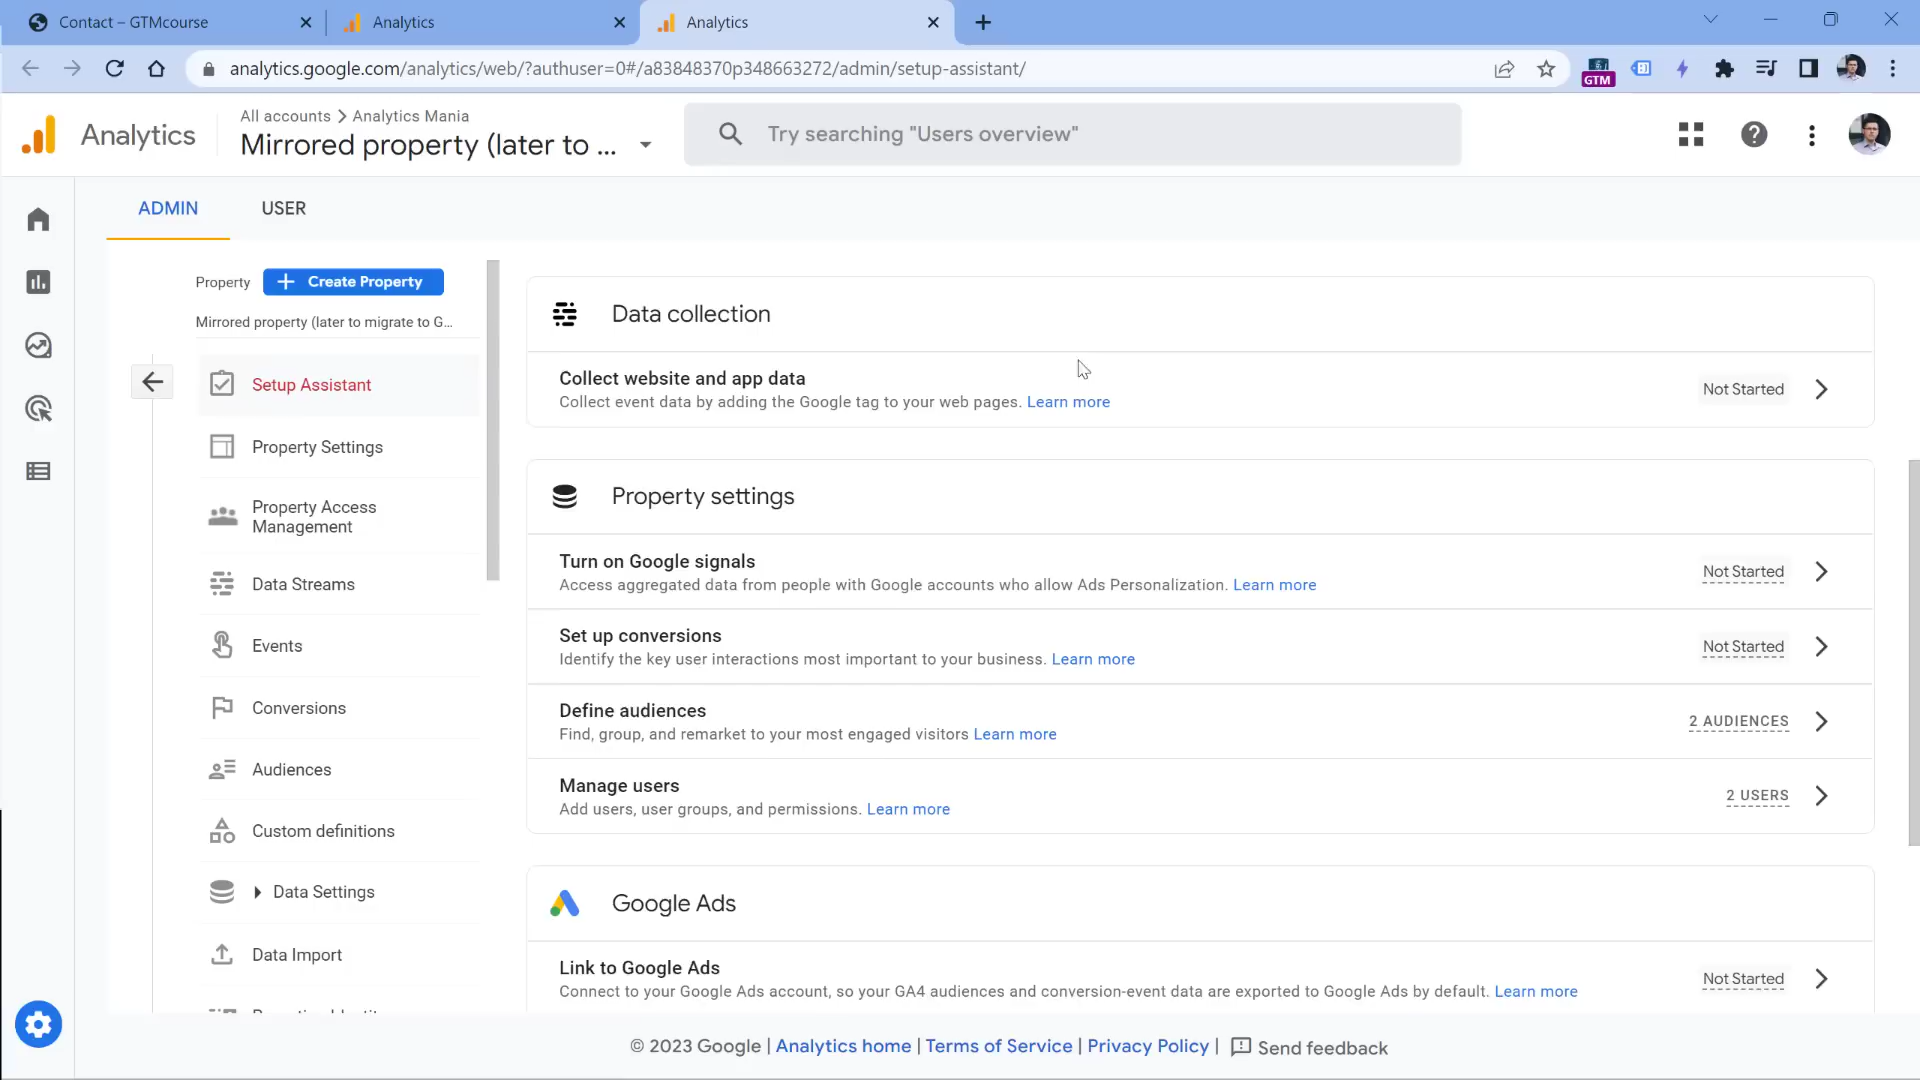 Contact – GTMcourse
Analytics
Analytics
analytics.google.com/analytics/web/?authuser=0#/a83848370p348663272/admin/setup-assistant/
GTM
Analytics
All accounts > Analytics Mania
Mirrored property (later to ...
Try searching "Users overview"
ADMIN
USER
Property
Create Property
Mirrored property (later to migrate to G...
Setup Assistant
Property Settings
Property Access
Management
Data Streams
Events
Conversions
Audiences
Custom definitions
Data Settings
Data Import
Data collection
Collect website and app data
Collect event data by adding the Google tag to your web pages. Learn more
Not Started
Property settings
Turn on Google signals
Access aggregated data from people with Google accounts who allow Ads Personalization. Learn more
Not Started
Set up conversions
Identify the key user interactions most important to your business. Learn more
Not Started
Define audiences
Find, group, and remarket to your most engaged visitors Learn more
2 AUDIENCES
Manage users
Add users, user groups, and permissions. Learn more
2 USERS
Google Ads
Link to Google Ads
Connect to your Google Ads account, so your GA4 audiences and conversion-event data are exported to Google Ads by default. Learn more
Not Started
© 2023 Google | Analytics home | Terms of Service | Privacy Policy | Send feedback